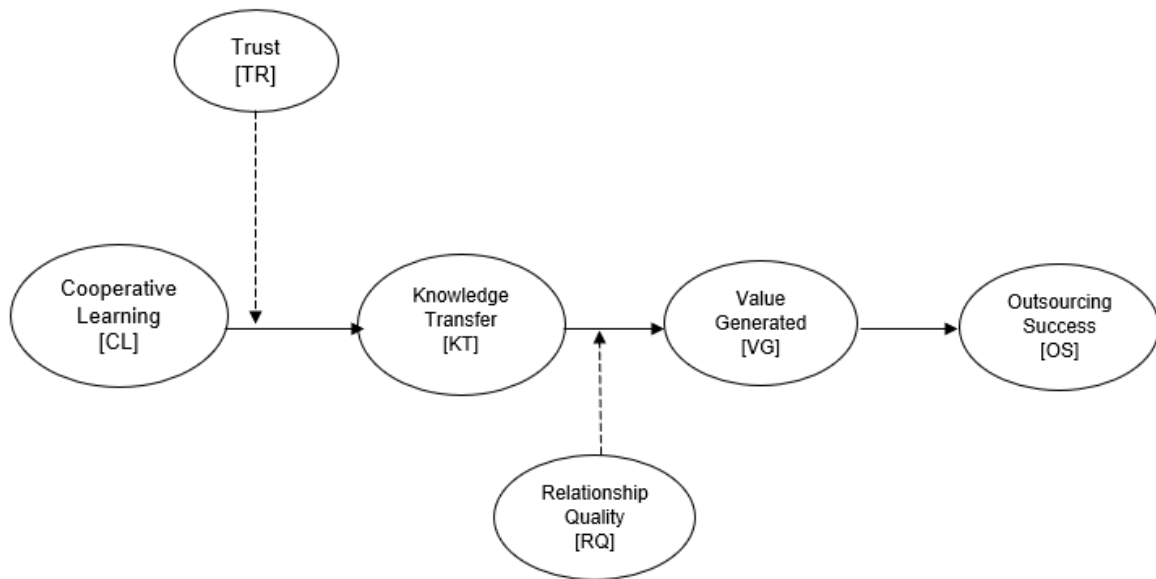 Trust
[TR]
Cooperative
Learning
[CL]
Knowledge
Transfer
[KT]
Value
Generated
[VG]
Outsourcing
Success
[OS]
Relationship
Quality
[RQ]